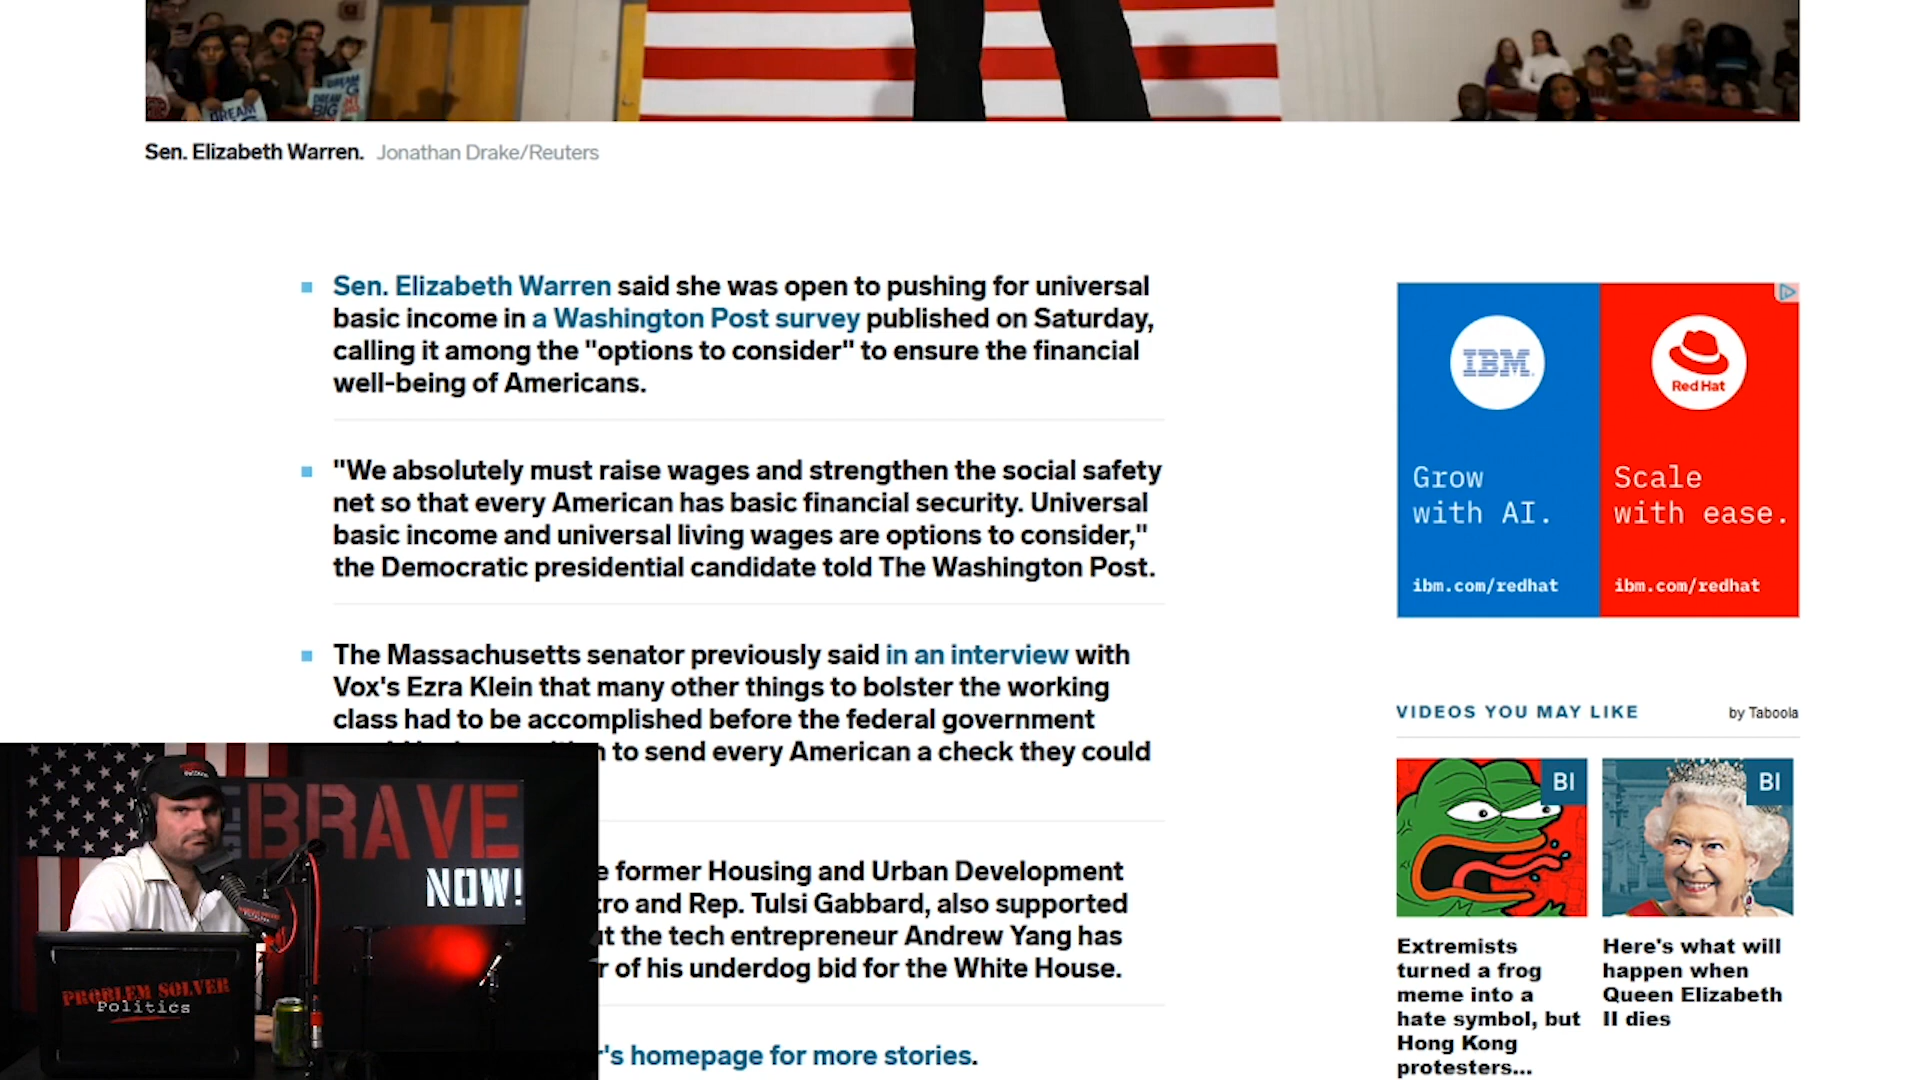 DREAM
BIG
DREAM
Sen. Elizabeth Warren. Jonathan Drake/Reuters
Sen. Elizabeth Warren said she was open to pushing for universal
basic income in a Washington Post survey published on Saturday,
calling it among the "options to consider" to ensure the financial
well-being of Americans.
"We absolutely must raise wages and strengthen the social safety
net so that every American has basic financial security. Universal
basic income and universal living wages are options to consider,"
the Democratic presidential candidate told The Washington Post.
The Massachusetts senator previously said in an interview with
Vox's Ezra Klein that many other things to bolster the working
class had to be accomplished before the federal government
to send every American a check they could
former Housing and Urban Development
and Rep. Tulsi Gabbard, also supported
the tech entrepreneur Andrew Yang has
of his underdog bid for the White House.
homepage for more stories.
IBM
Red Hat
Grow
with AI.
Scale
with ease.
ibm.com/redhat
ibm.com/redhat
VIDEOS YOU MAY LIKE
by Taboola
BI
BI
Extremists
turned a frog
meme into a
hate symbol, but
Hong Kong
protesters...
Here's what will
happen when
Queen Elizabeth
II dies
BRAVE
NOW!
PROBLEM SOLVER
Politics